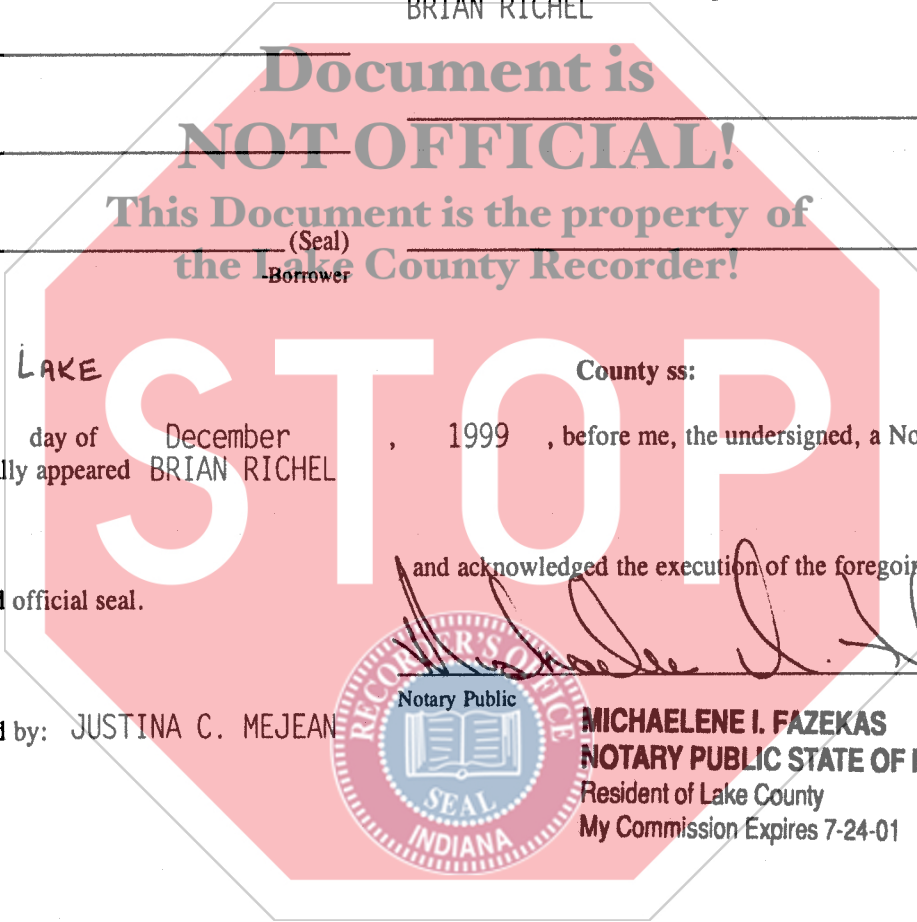 BRIAN RICHEL
Document is
NOT OFFICIAL!
This Document is the property of
the Lake County Recorder!
(Seal)
-Borrower
STOP
LAKE
County ss:
day of December , 1999 , before me, the undersigned, a No
lly appeared BRIAN RICHEL
and acknowledged the execution of the foregoin
official seal.
Michaelene I.
Notary Public
by: JUSTINA C. MEJEAN
MICHAELENE I. FAZEKAS
NOTARY PUBLIC STATE OF
Resident of Lake County
My Commission Expires 7-24-01
RECORDER'S OFFICE
SEAL
INDIANA